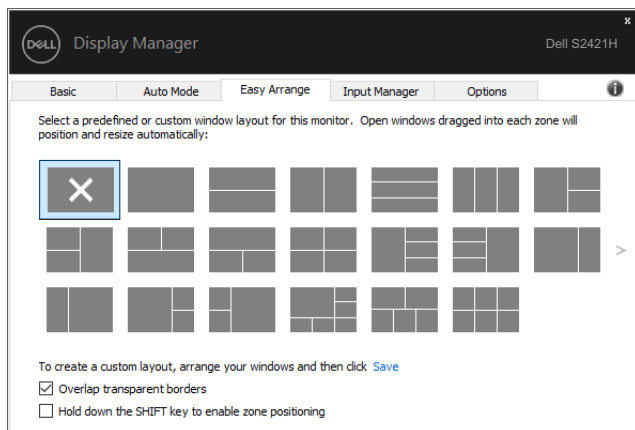 x
DELL Display Manager Dell S2421H
Basic Auto Mode Easy Arrange Input Manager Options i
Select a predefined or custom window layout for this monitor. Open windows dragged into each zone will
position and resize automatically:
>
To create a custom layout, arrange your windows and then click Save
Overlap transparent borders
Hold down the SHIFT key to enable zone positioning